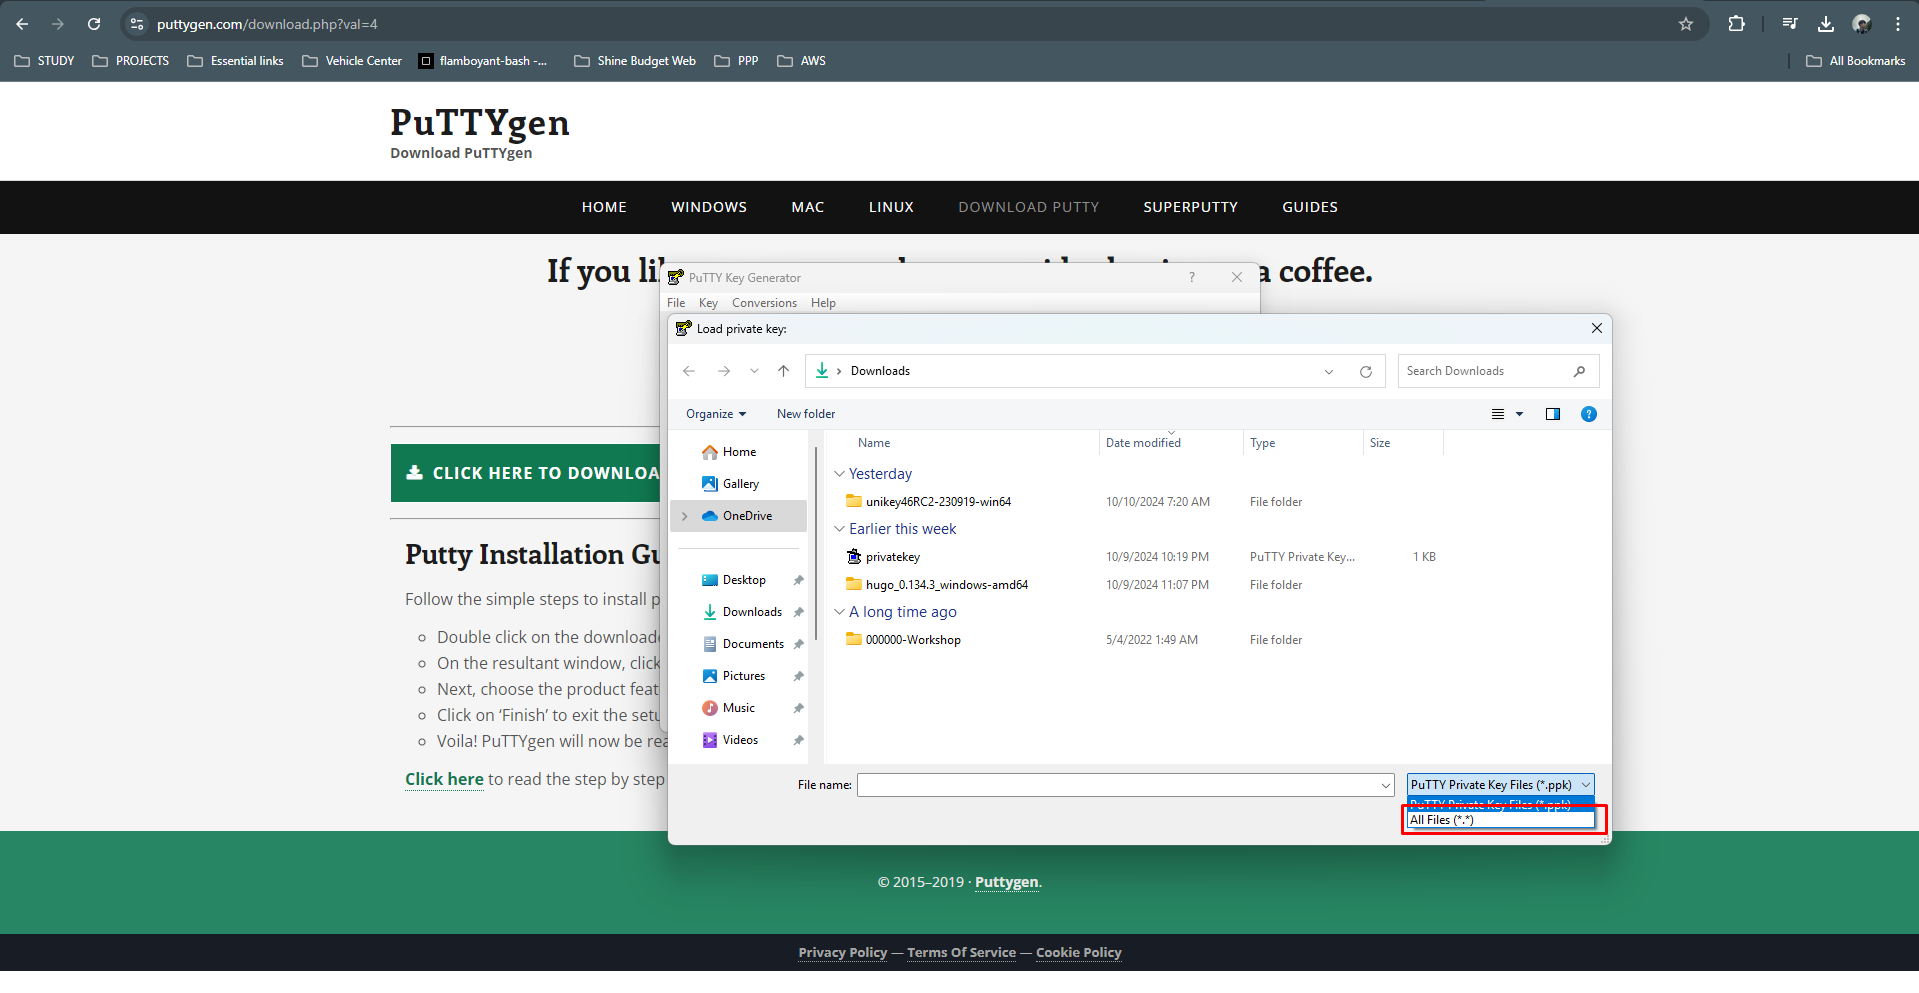 puttygen.com/download.php?val=4
STUDY PROJECTS Essential links Vehicle Center flamboyant-bash -... Shine Budget Web PPP AWS All Bookmarks
PuTTYgen
Download PuTTYgen
HOME WINDOWS MAC LINUX DOWNLOAD PUTTY SUPERPUTTY GUIDES
If you li a coffee.
PuTTY Key Generator ?
File Key Conversions Help
Load private key:
Downloads Search Downloads
Organize New folder ?
Name Date modified Type Size
Home
Gallery
OneDrive
Desktop
Downloads
Documents
Pictures
Music
Videos
Yesterday
unikey46RC2-230919-win64 10/10/2024 7:20 AM File folder
Earlier this week
privatekey 10/9/2024 10:19 PM PuTTY Private Key... 1 KB
hugo_0.134.3_windows-amd64 10/9/2024 11:07 PM File folder
A long time ago
000000-Workshop 5/4/2022 1:49 AM File folder
File name: PuTTY Private Key Files (*.ppk)
PuTTY Private Key Files (*.ppk)
All Files (*.*)
CLICK HERE TO DOWNLOA
Putty Installation Gu
Follow the simple steps to install p
Double click on the downloade
On the resultant window, click
Next, choose the product feat
Click on ‘Finish’ to exit the setu
Voila! PuTTYgen will now be rea
Click here to read the step by step
© 2015–2019 · Puttygen.
Privacy Policy — Terms Of Service — Cookie Policy